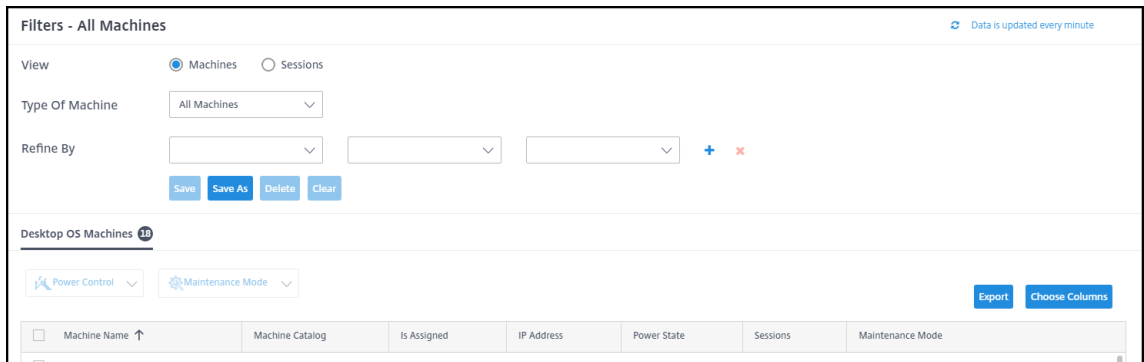 Filters - All Machines
Data is updated every minute
View
Machines
Sessions
Type Of Machine
All Machines
Refine By
Save
Save As
Delete
Clear
Desktop OS Machines 18
Power Control
Maintenance Mode
Export
Choose Columns
Machine Name
Machine Catalog
Is Assigned
IP Address
Power State
Sessions
Maintenance Mode